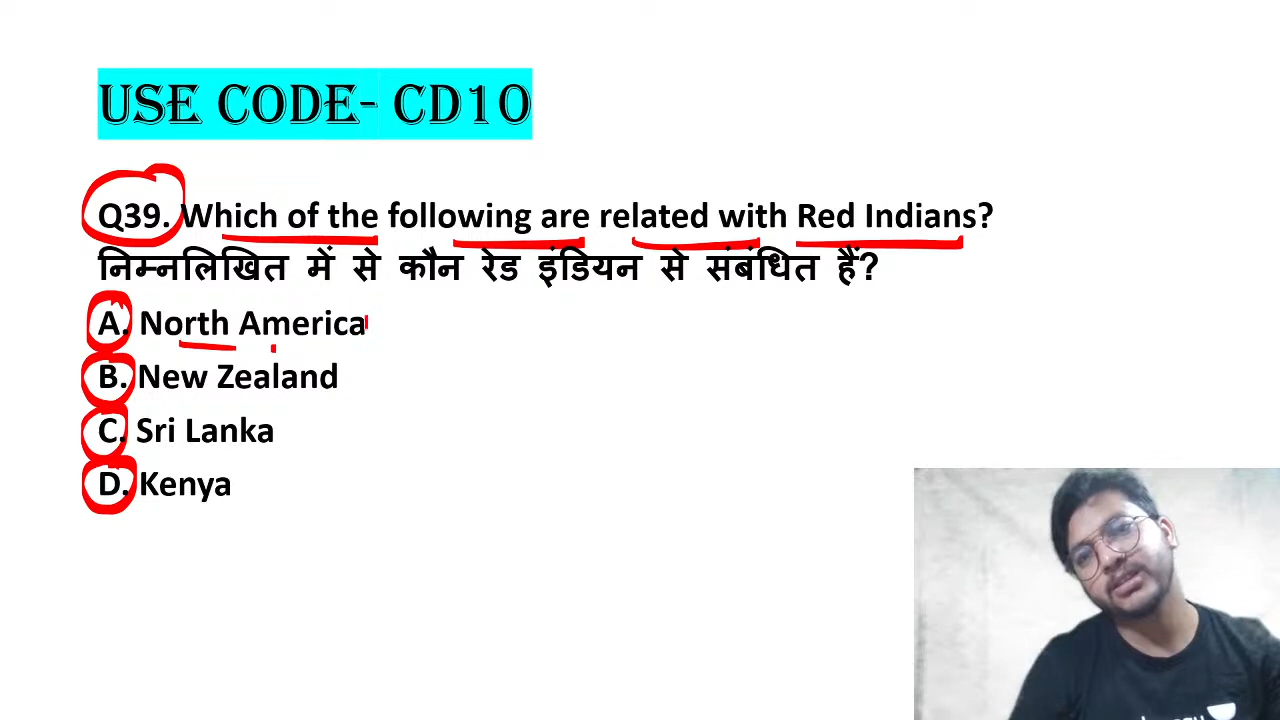 USE CODE- CD10
Q39. Which of the following are related with Red Indians?
निम्नलिखित में से कौन रेड इंडियन से संबंधित हैं?
A. North America
B. New Zealand
C. Sri Lanka
D. Kenya